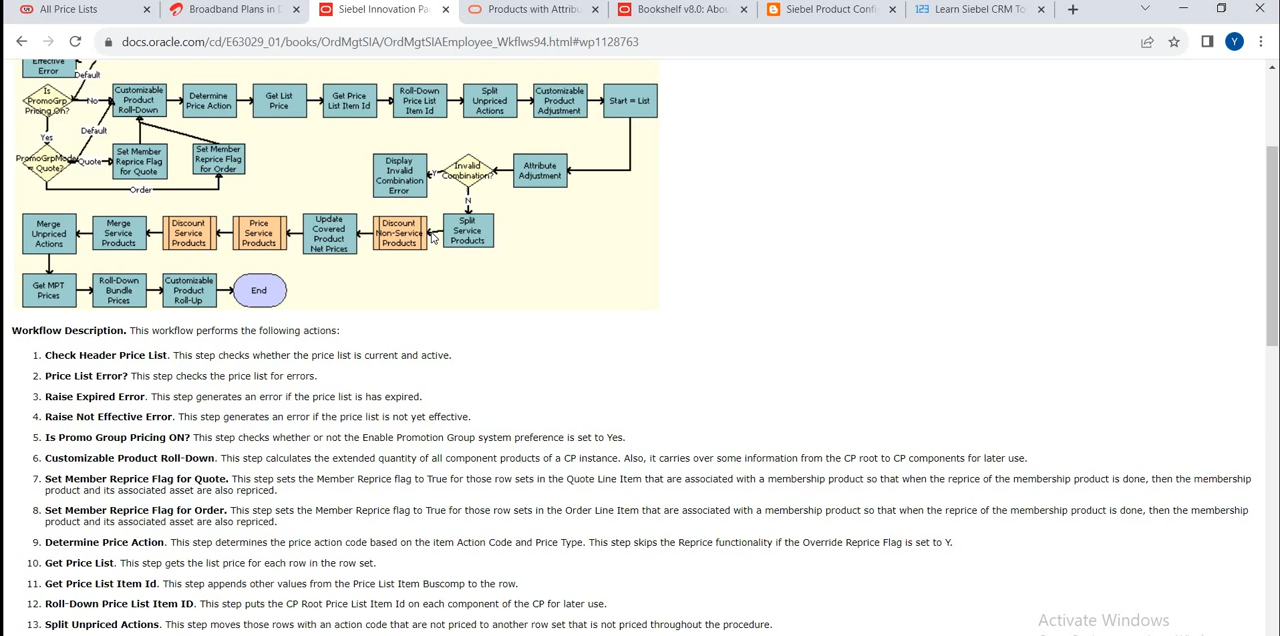 All Price Lists
Broadband Plans in D
Siebel Innovation Pa
Products with Attribu
Bookshelf v8.0: Abou
Siebel Product Confi
Learn Siebel CRM To
docs.oracle.com/cd/E63029_01/books/OrdMgtSIA/OrdMgtSIAEmployee_Wkflws94.html#wp1128763
Y
Effective
Error
Default
Is
PromoGrp
Pricing On?
No
Customizable
Product
Roll-Down
Determine
Price Action
Get List
Price
Get Price
List Item Id
Roll-Down
Price List
Item Id
Split
Unpriced
Actions
Customizable
Product
Adjustment
Start = List
Yes
Default
PromoGrpMode
= Quote?
Quote
Set Member
Reprice Flag
for Quote
Set Member
Reprice Flag
for Order
Order
Display
Invalid
Combination
Error
Y
Invalid
Combination?
Attribute
Adjustment
N
Merge
Unpriced
Actions
Merge
Service
Products
Discount
Service
Products
Price
Service
Products
Update
Covered
Product
Net Prices
Discount
Non-Service
Products
Split
Service
Products
Get MPT
Prices
Roll-Down
Bundle
Prices
Customizable
Product
Roll-Up
End
Workflow Description. This workflow performs the following actions:
1. Check Header Price List. This step checks whether the price list is current and active.
2. Price List Error? This step checks the price list for errors.
3. Raise Expired Error. This step generates an error if the price list is has expired.
4. Raise Not Effective Error. This step generates an error if the price list is not yet effective.
5. Is Promo Group Pricing ON? This step checks whether or not the Enable Promotion Group system preference is set to Yes.
6. Customizable Product Roll-Down. This step calculates the extended quantity of all component products of a CP instance. Also, it carries over some information from the CP root to CP components for later use.
7. Set Member Reprice Flag for Quote. This step sets the Member Reprice flag to True for those row sets in the Quote Line Item that are associated with a membership product so that when the reprice of the membership product is done, then the membership
product and its associated asset are also repriced.
8. Set Member Reprice Flag for Order. This step sets the Member Reprice flag to True for those row sets in the Order Line Item that are associated with a membership product so that when the reprice of the membership product is done, then the membership
product and its associated asset are also repriced.
9. Determine Price Action. This step determines the price action code based on the item Action Code and Price Type. This step skips the Reprice functionality if the Override Reprice Flag is set to Y.
10. Get Price List. This step gets the list price for each row in the row set.
11. Get Price List Item Id. This step appends other values from the Price List Item Buscomp to the row.
12. Roll-Down Price List Item ID. This step puts the CP Root Price List Item Id on each component of the CP for later use.
13. Split Unpriced Actions. This step moves those rows with an action code that are not priced to another row set that is not priced throughout the procedure.
Activate Windows